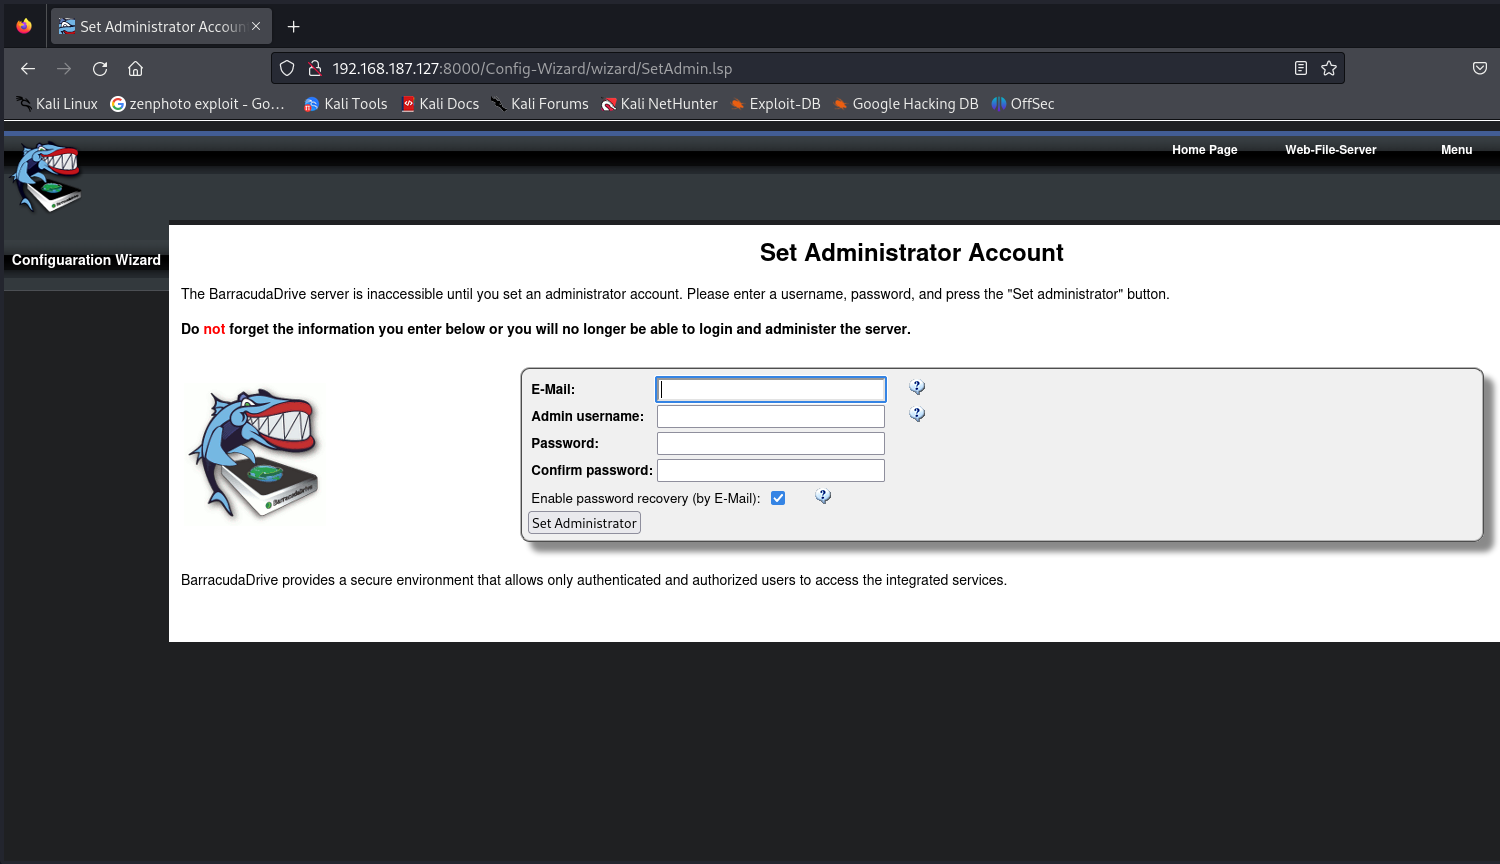 Set Administrator Accoun
192.168.187.127:8000/Config-Wizard/wizard/SetAdmin.lsp
Kali Linux zenphoto exploit - Go… Kali Tools Kali Docs Kali Forums Kali NetHunter Exploit-DB Google Hacking DB OffSec
Home Page Web-File-Server Menu
Configuaration Wizard
Set Administrator Account
The BarracudaDrive server is inaccessible until you set an administrator account. Please enter a username, password, and press the "Set administrator" button.
Do not forget the information you enter below or you will no longer be able to login and administer the server.
E-Mail:
Admin username:
Password:
Confirm password:
Enable password recovery (by E-Mail):
Set Administrator
BarracudaDrive
BarracudaDrive provides a secure environment that allows only authenticated and authorized users to access the integrated services.